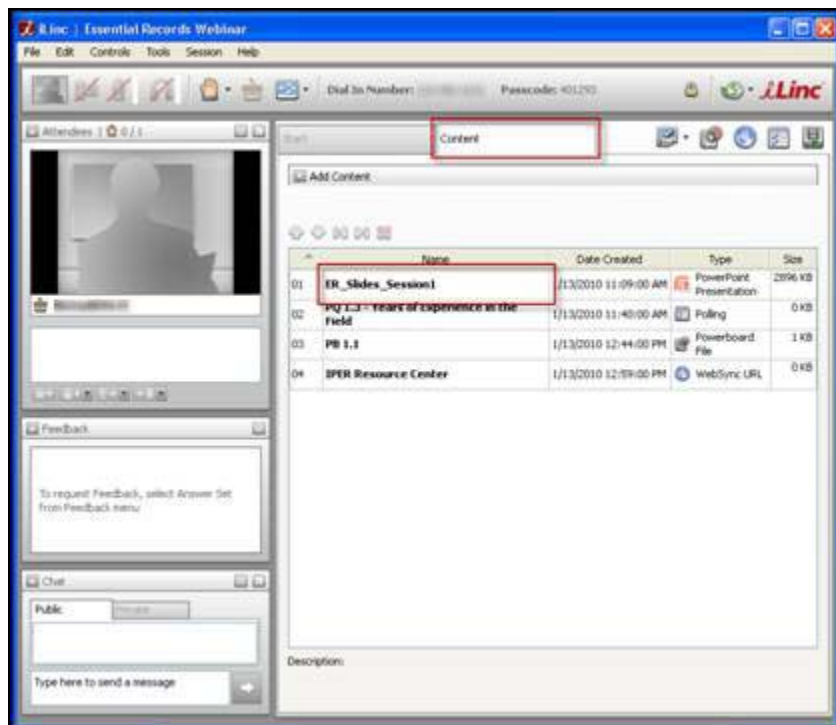 iLinc | Essential Records Webinar
File Edit Controls Tools Session Help
Dial In Number: Passcode: 401293
iLinc
Attendees | 0 / 1
Start
Content
Add Content
Name Date Created Type Size
01 ER_Slides_Session1 1/13/2010 11:09:00 AM PowerPoint Presentation 2896 KB
02 PQ 1.3 - Years of Experience in the Field 1/13/2010 11:40:00 AM Polling 0 KB
03 PB 1.1 1/13/2010 12:44:00 PM Powerboard File 1 KB
04 IPER Resource Center 1/13/2010 12:59:00 PM WebSync URL 0 KB
Feedback
To request Feedback, select Answer Set
from Feedback menu
Chat
Public Private
Type here to send a message
Description: